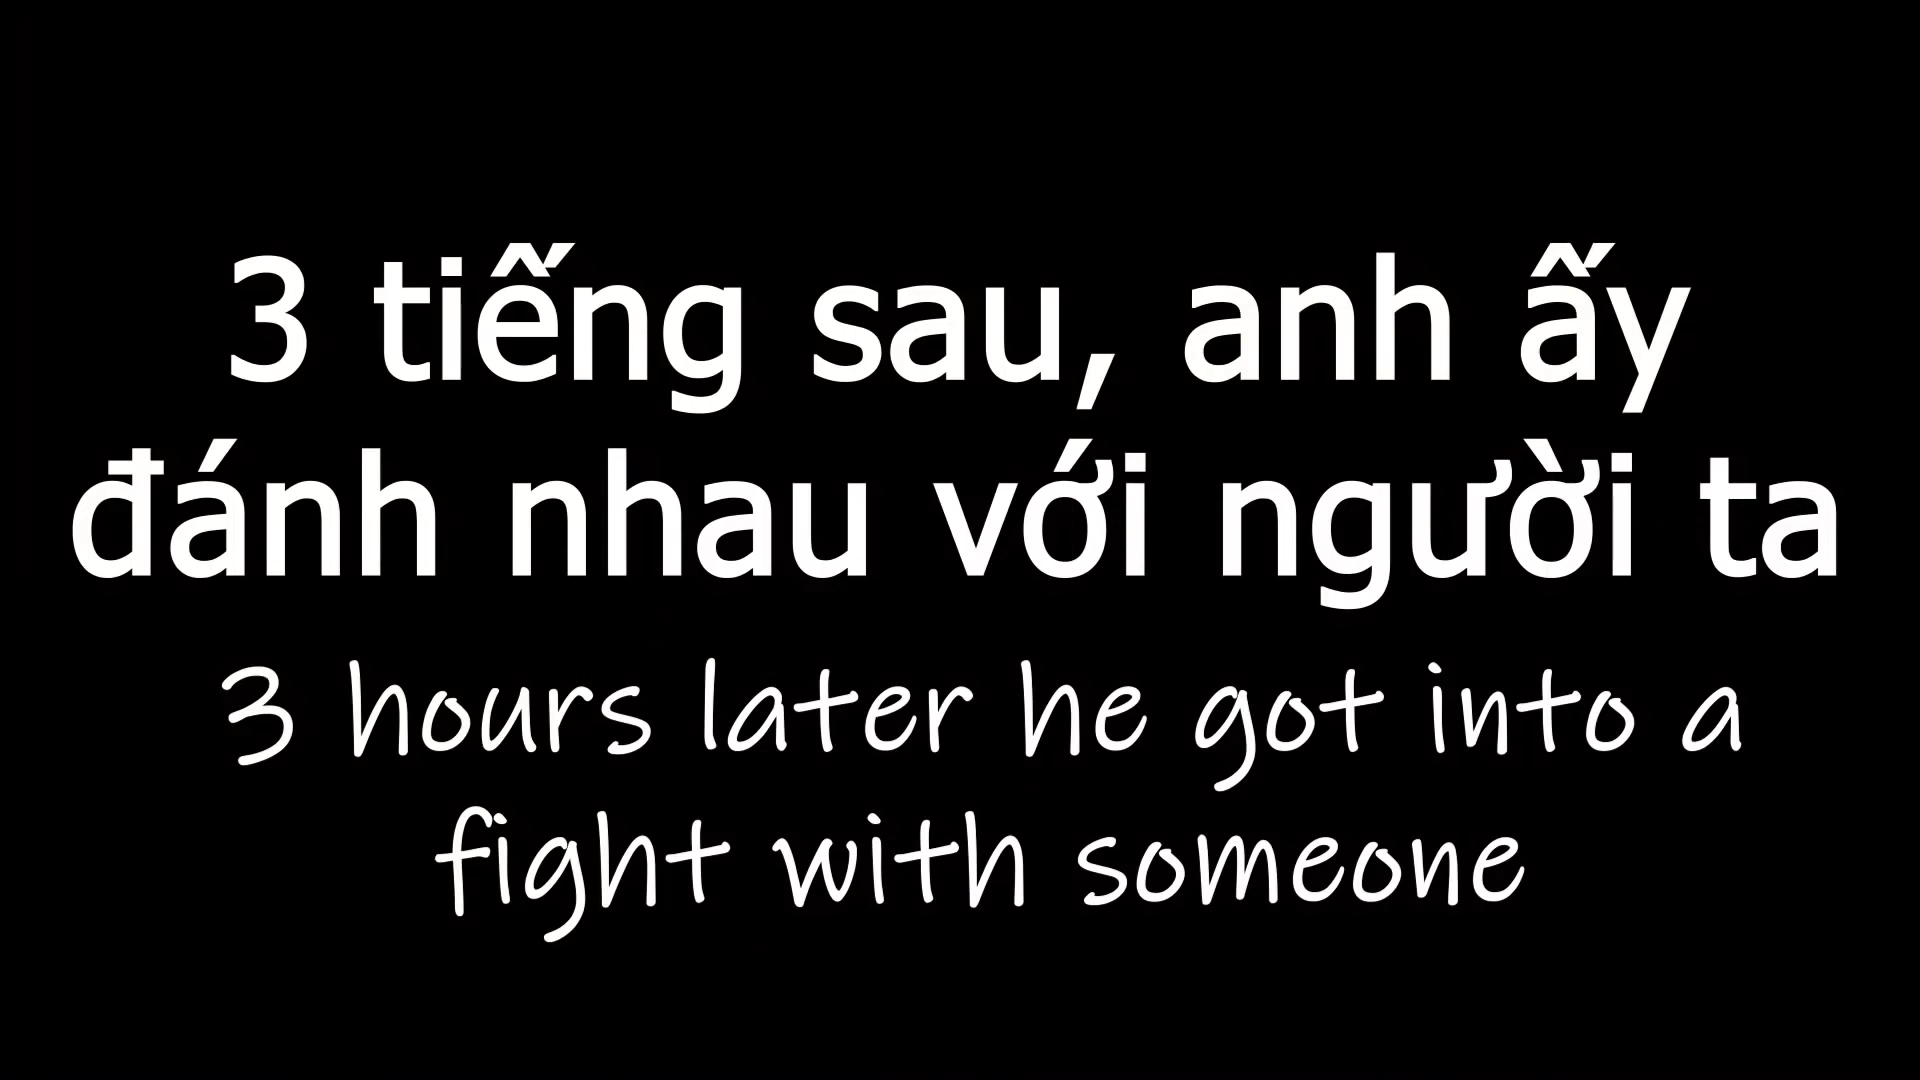 3 tiếng sau, anh ấy
đánh nhau với người ta
3 hours later he got into a
fight with someone